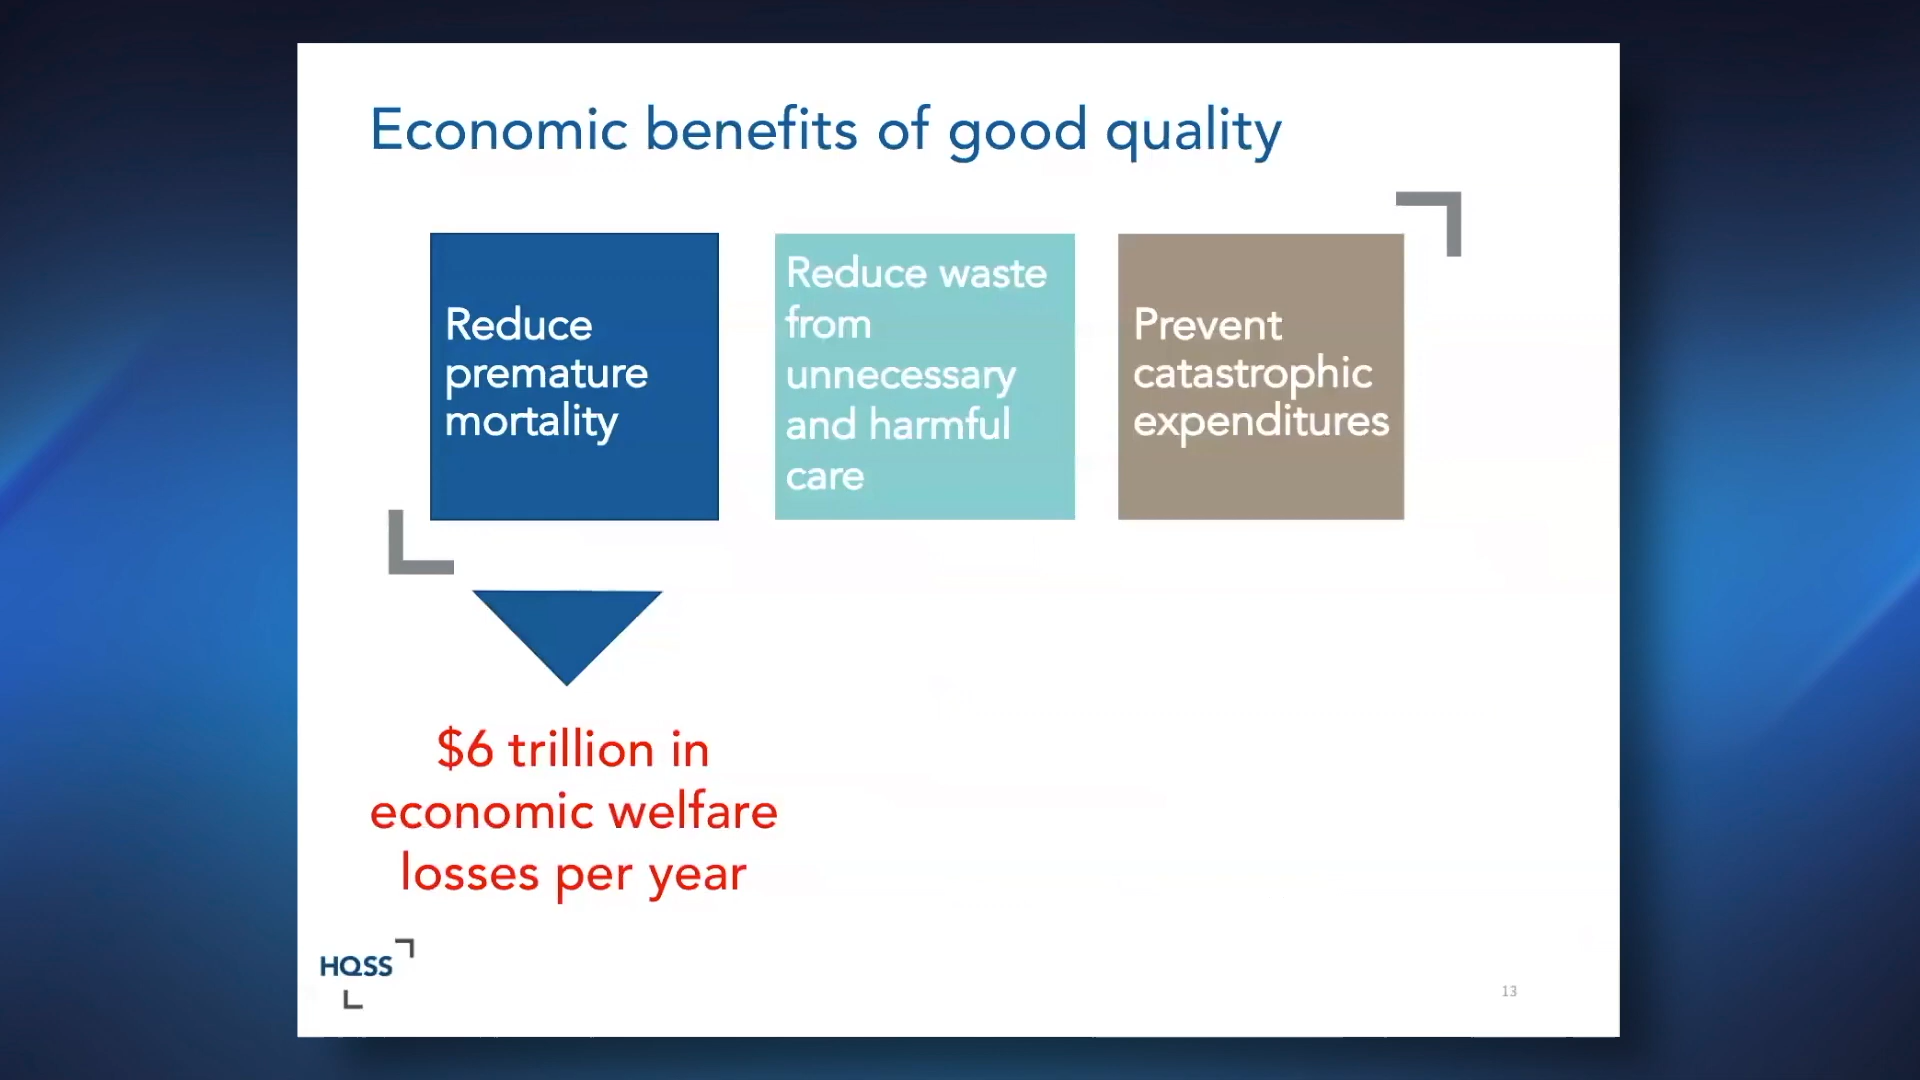 Economic benefits of good quality
Reduce
premature
mortality
Reduce waste
from
unnecessary
and harmful
care
Prevent
catastrophic
expenditures
$6 trillion in
economic welfare
losses per year
HQSS
13